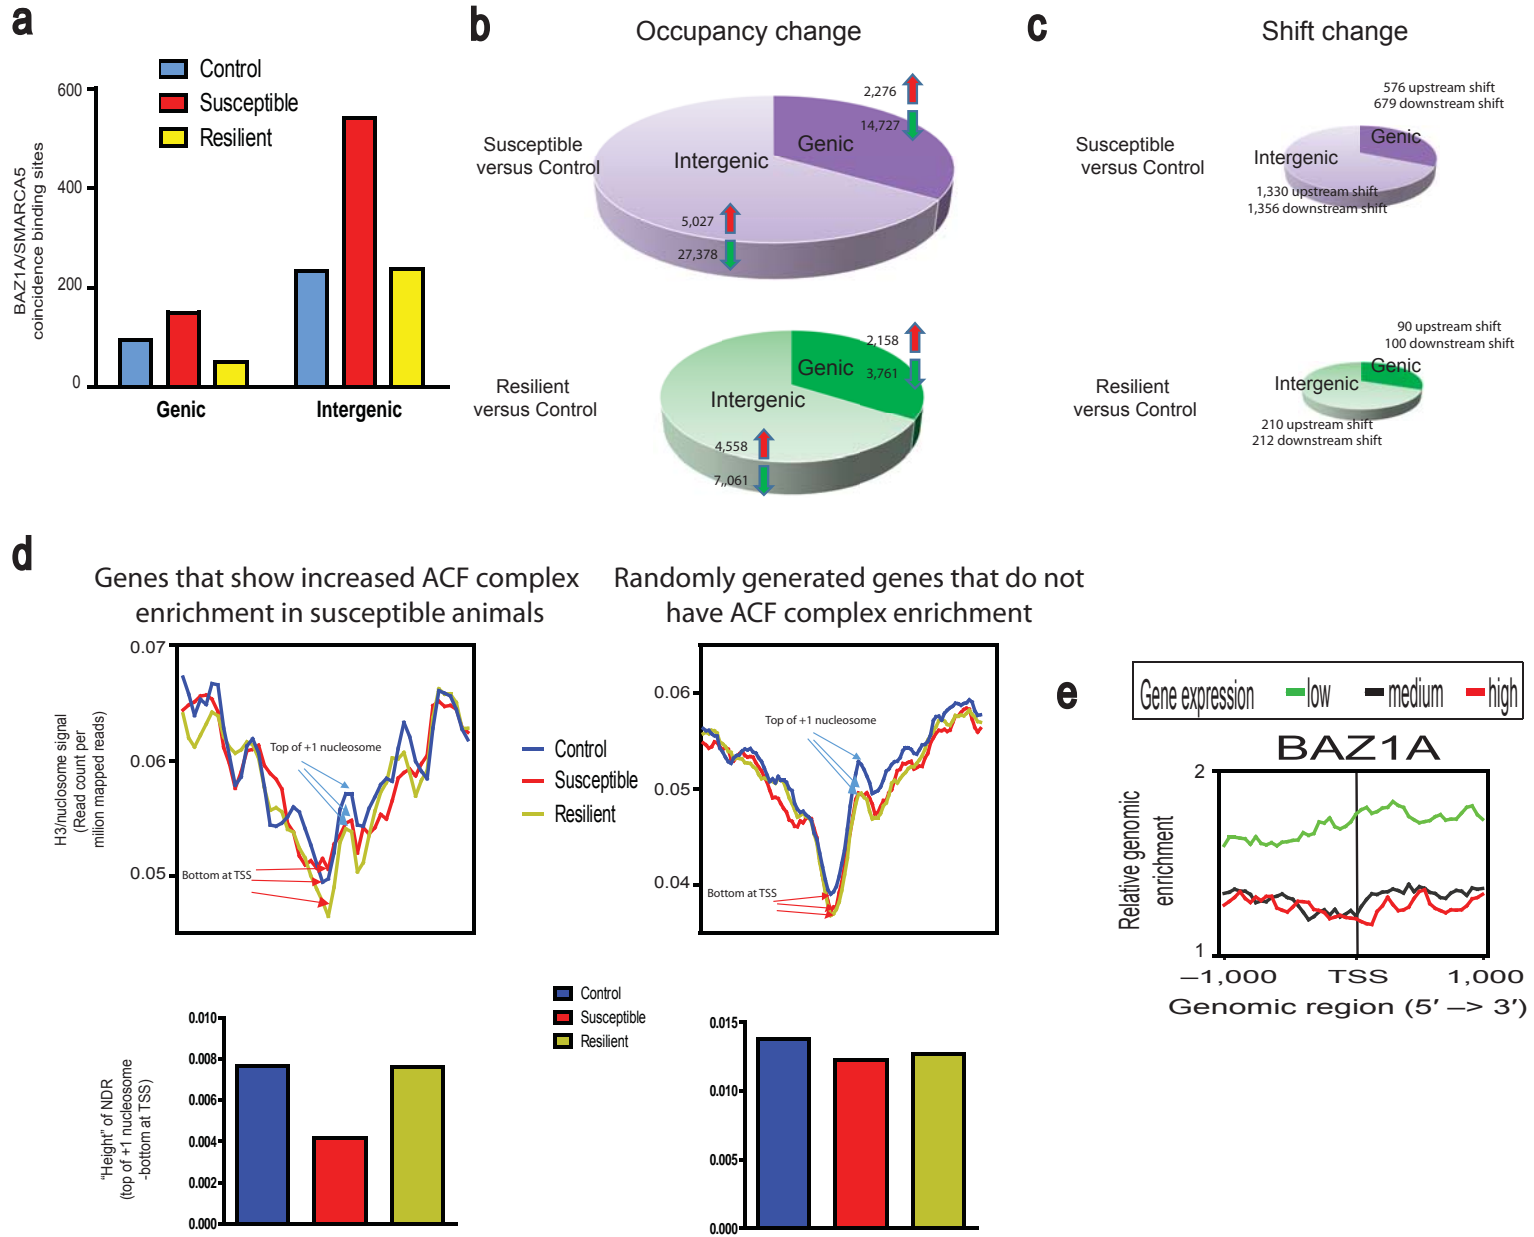 a
Control
Susceptible
Resilient
600
400
200
0
BAZ1A/SMARCA5
coincidence binding sites
Genic
Intergenic
b
Occupancy change
Susceptible
versus Control
Intergenic
Genic
2,276
14,727
5,027
27,378
Resilient
versus Control
Intergenic
Genic
2,158
3,761
4,558
7,,061
c
Shift change
576 upstream shift
679 downstream shift
Susceptible
versus Control
Genic
Intergenic
1,330 upstream shift
1,356 downstream shift
90 upstream shift
100 downstream shift
Resilient
versus Control
Genic
Intergenic
210 upstream shift
212 downstream shift
d
Genes that show increased ACF complex
enrichment in susceptible animals
0.07
0.06
0.05
H3/nuclosome signal
(Read count per
milion mapped reads)
Top of +1 nucleosome
Bottom at TSS
Control
Susceptible
Resilient
Randomly generated genes that do not
have ACF complex enrichment
0.06
0.05
0.04
Top of +1 nucleosome
Bottom at TSS
0.010
0.008
0.006
0.004
0.002
0.000
"Height" of NDR
(top of +1 nucleosome
-bottom at TSS)
Control
Susceptible
Resilient
0.015
0.010
0.005
0.000
e
Gene expression low medium high
BAZ1A
2
1
Relative genomic
enrichment
–1,000 TSS 1,000
Genomic region (5′ –> 3′)